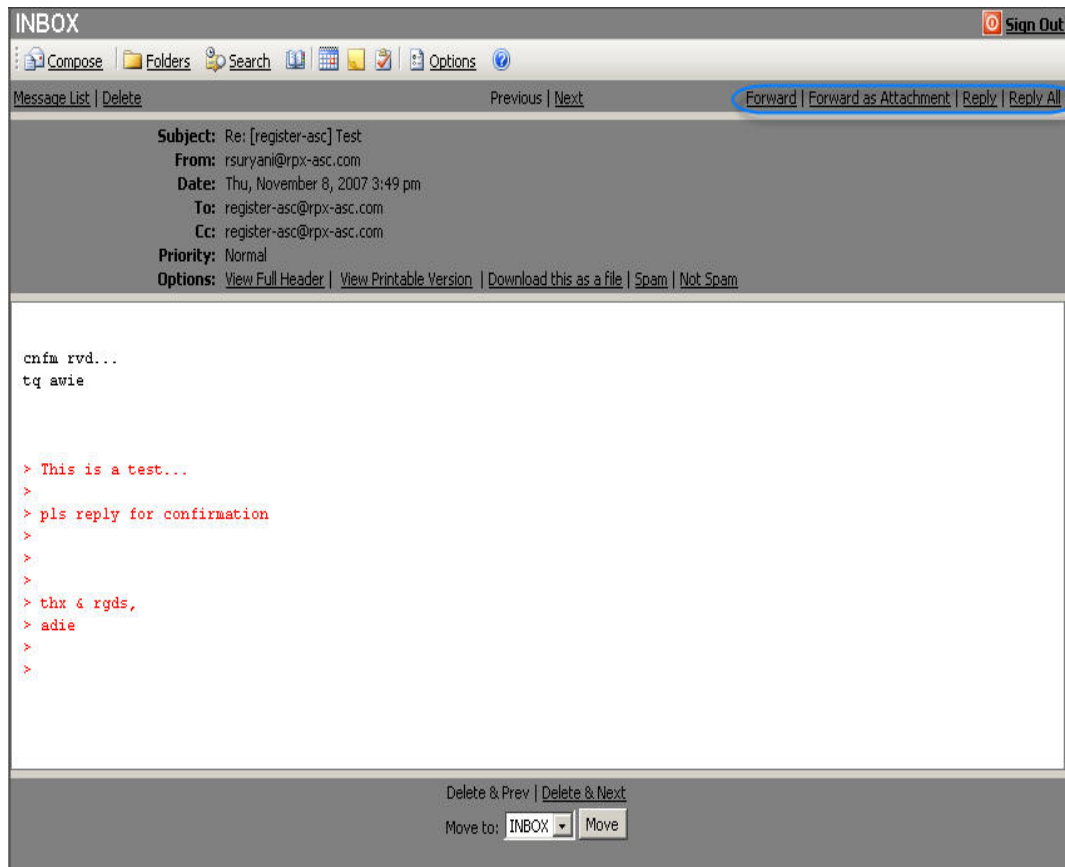 INBOX Sign Out
Compose Folders Search Options
Message List | Delete Previous | Next Forward | Forward as Attachment | Reply | Reply All
Subject: Re: [register-asc] Test
From: rsuryani@rpx-asc.com
Date: Thu, November 8, 2007 3:49 pm
To: register-asc@rpx-asc.com
Cc: register-asc@rpx-asc.com
Priority: Normal
Options: View Full Header | View Printable Version | Download this as a file | Spam | Not Spam
cnfm rvd...
tq awie
> This is a test...
>
> pls reply for confirmation
>
>
>
> thx & rgds,
> adie
>
>
Delete & Prev | Delete & Next
Move to: INBOX Move